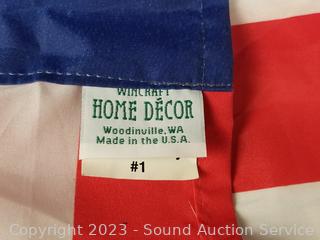 WINCRAFT
HOME DÉCOR
Woodinville, WA
Made in the U.S.A.
#1
Copyright 2023 - Sound Auction Service